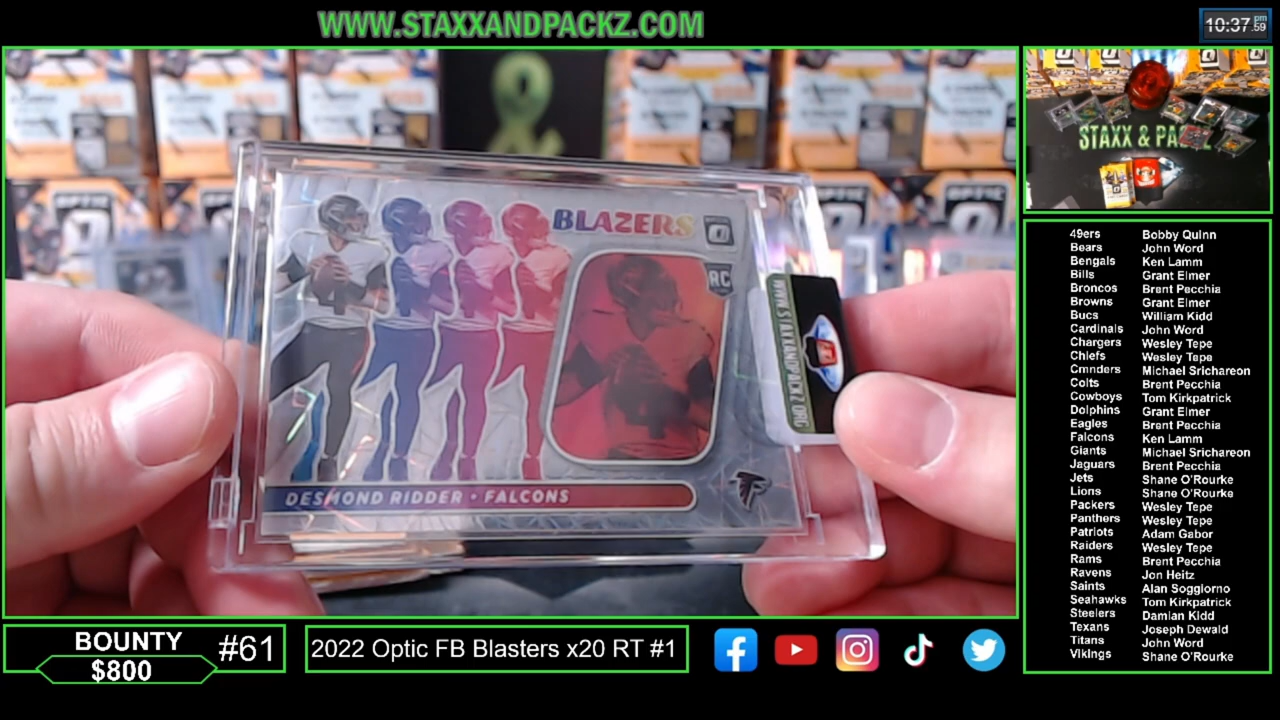 WWW.STAXXANDPACKZ.COM
10:37 pm .59
BLAZERS
RC
DESMOND RIDDER • FALCONS
WWW.STAXXANDPACKZ.ORG
STAXX & PACKZ
49ers Bobby Quinn
Bears John Word
Bengals Ken Lamm
Bills Grant Elmer
Broncos Brent Pecchia
Browns Grant Elmer
Bucs William Kidd
Cardinals John Word
Chargers Wesley Tepe
Chiefs Wesley Tepe
Cmnders Michael Srichareon
Colts Brent Pecchia
Cowboys Tom Kirkpatrick
Dolphins Grant Elmer
Eagles Brent Pecchia
Falcons Ken Lamm
Giants Michael Srichareon
Jaguars Brent Pecchia
Jets Shane O'Rourke
Lions Shane O'Rourke
Packers Wesley Tepe
Panthers Wesley Tepe
Patriots Adam Gabor
Raiders Wesley Tepe
Rams Brent Pecchia
Ravens Jon Heitz
Saints Alan Soggiorno
Seahawks Tom Kirkpatrick
Steelers Damian Kidd
Texans Joseph Dewald
Titans John Word
Vikings Shane O'Rourke
BOUNTY #61
$800
2022 Optic FB Blasters x20 RT #1